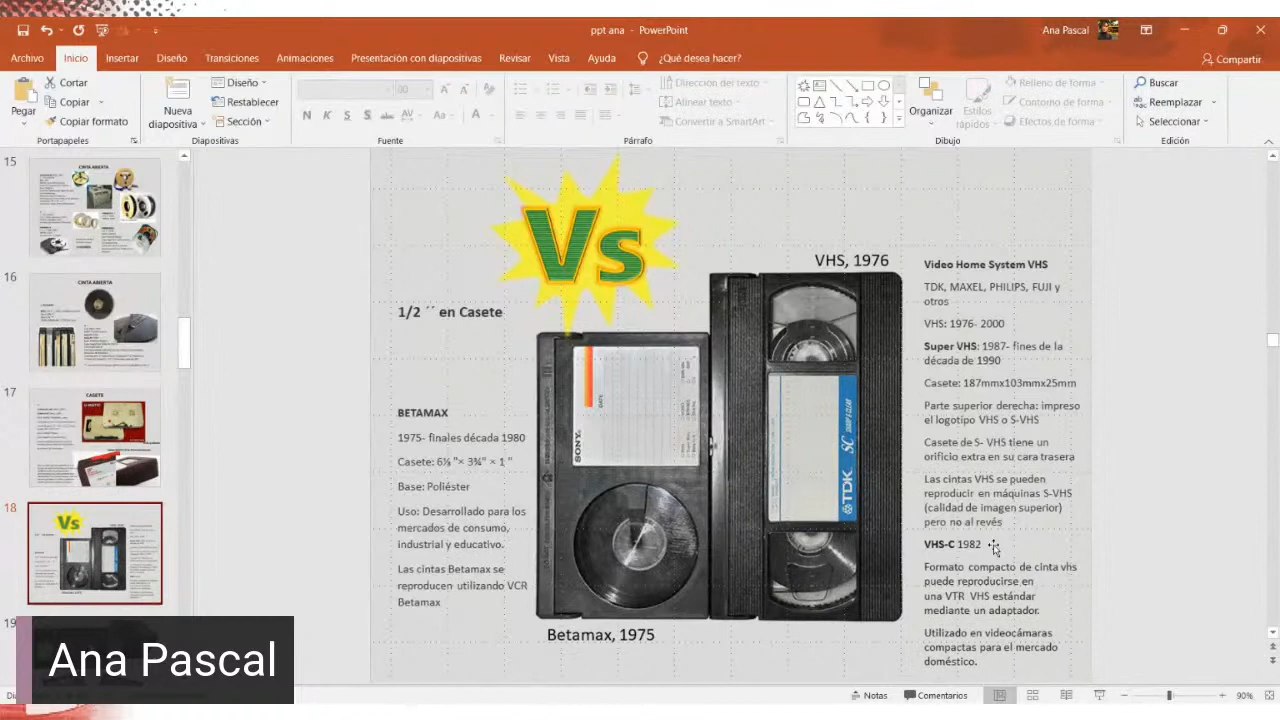 ppt ana - PowerPoint
Ana Pascal
Archivo Inicio Insertar Diseño Transiciones Animaciones Presentación con diapositivas Revisar Vista Ayuda ¿Qué desea hacer? Compartir
Pegar
Cortar
Copiar
Copiar formato
Portapapeles
Nueva diapositiva
Diseño
Restablecer
Sección
Diapositivas
Fuente
Dirección del texto
Alinear texto
Convertir a SmartArt
Párrafo
Organizar
Estilos rápidos
Relleno de forma
Contorno de forma
Efectos de forma
Dibujo
Buscar
Reemplazar
Seleccionar
Edición
15
CINTA ABIERTA
16
CINTA ABIERTA
17
CASETE
18
Vs
19
Vs
1/2 ´´ en Casete
BETAMAX
1975- finales década 1980
Casete: 6⅛ "× 3¾" × 1 "
Base: Poliéster
Uso: Desarrollado para los
mercados de consumo,
industrial y educativo.
Las cintas Betamax se
reproducen utilizando VCR
Betamax
SONY.
DATE
Betamax, 1975
VHS, 1976
TDK
Video Home System VHS
TDK, MAXEL, PHILIPS, FUJI y
otros
VHS: 1976- 2000
Super VHS: 1987- fines de la
década de 1990
Casete: 187mmx103mmx25mm
Parte superior derecha: impreso
el logotipo VHS o S-VHS
Casete de S- VHS tiene un
orificio extra en su cara trasera
Las cintas VHS se pueden
reproducir en máquinas S-VHS
(calidad de imagen superior)
pero no al revés
VHS-C 1982
Formato compacto de cinta vhs
puede reproducirse en
una VTR VHS estándar
mediante un adaptador.
Utilizado en videocámaras
compactas para el mercado
doméstico.
Ana Pascal
Notas Comentarios 90%